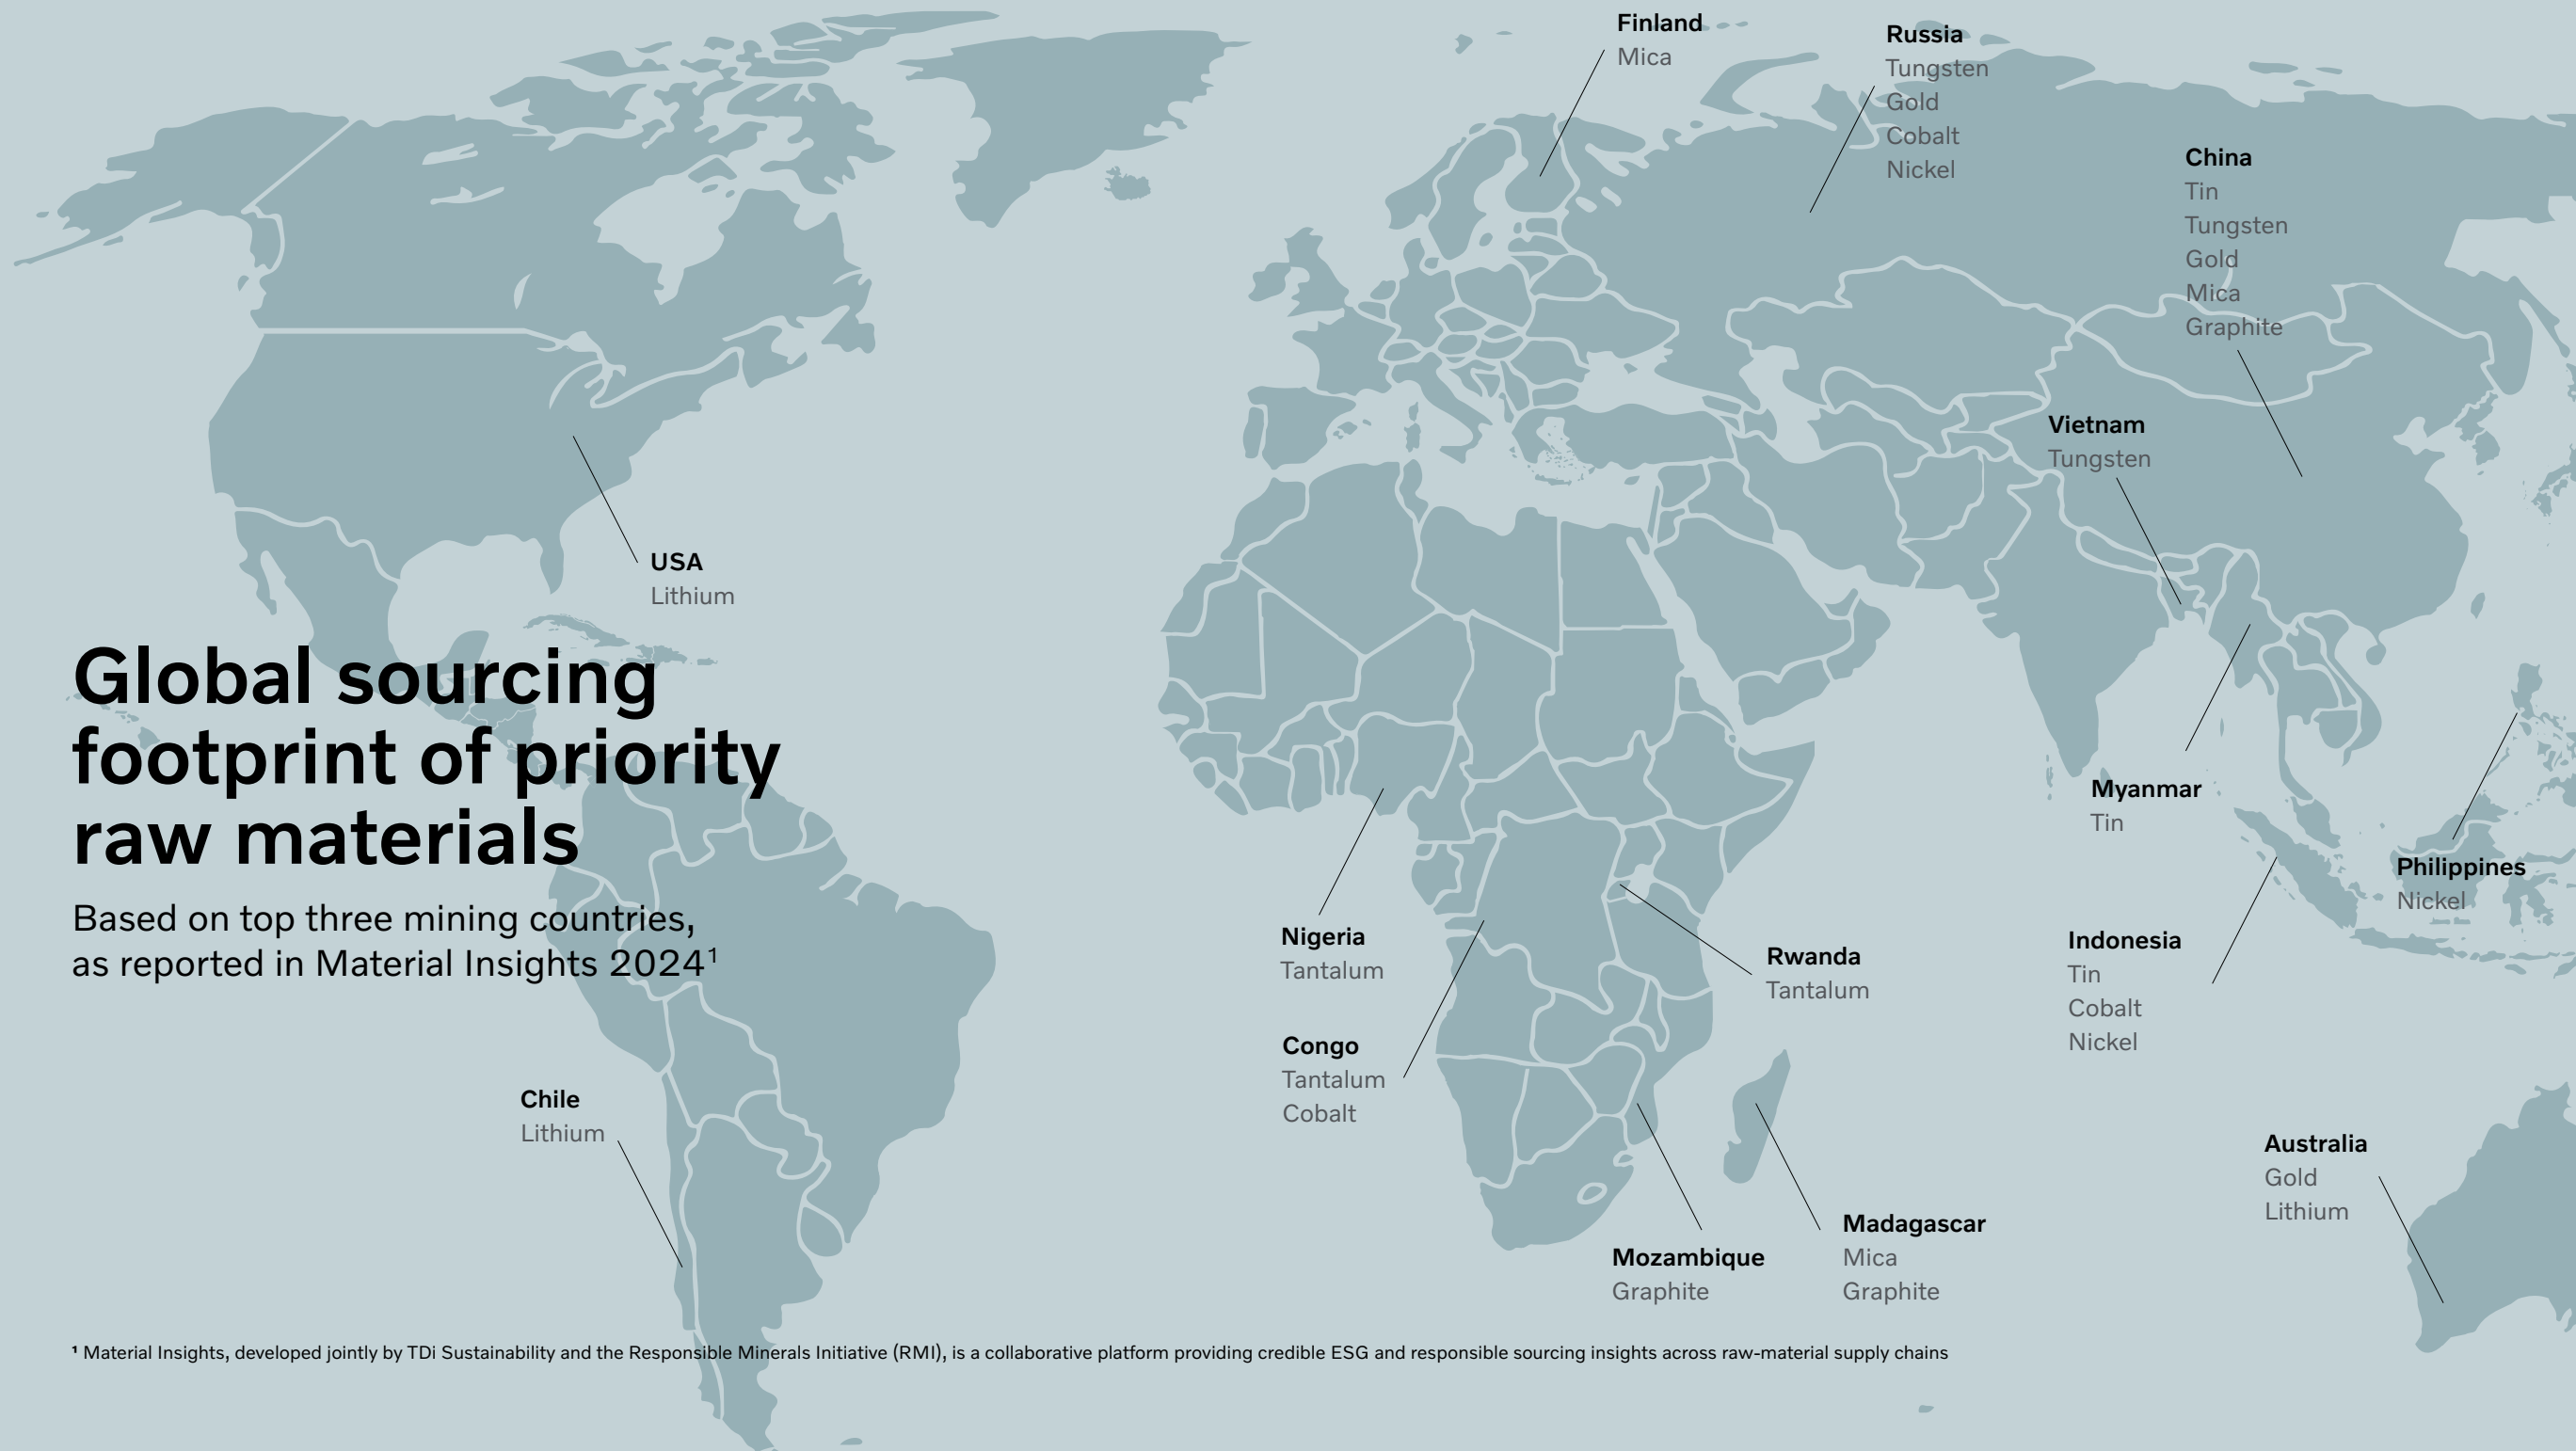 Global sourcing
footprint of priority
raw materials
Based on top three mining countries,
as reported in Material Insights 2024¹
Finland
Mica
Russia
Tungsten
Gold
Cobalt
Nickel
China
Tin
Tungsten
Gold
Mica
Graphite
Vietnam
Tungsten
USA
Lithium
Myanmar
Tin
Philippines
Nickel
Nigeria
Tantalum
Rwanda
Tantalum
Indonesia
Tin
Cobalt
Nickel
Congo
Tantalum
Cobalt
Chile
Lithium
Australia
Gold
Lithium
Mozambique
Graphite
Madagascar
Mica
Graphite
¹ Material Insights, developed jointly by TDi Sustainability and the Responsible Minerals Initiative (RMI), is a collaborative platform providing credible ESG and responsible sourcing insights across raw-material supply chains